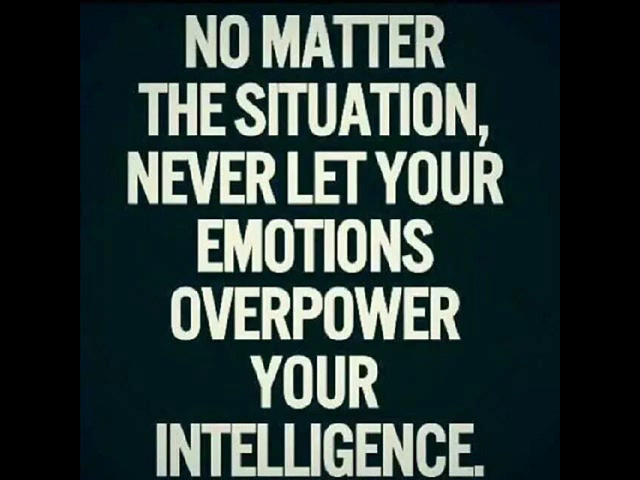 NO MATTER
THE SITUATION,
NEVER LET YOUR
EMOTIONS
OVERPOWER
YOUR
INTELLIGENCE.